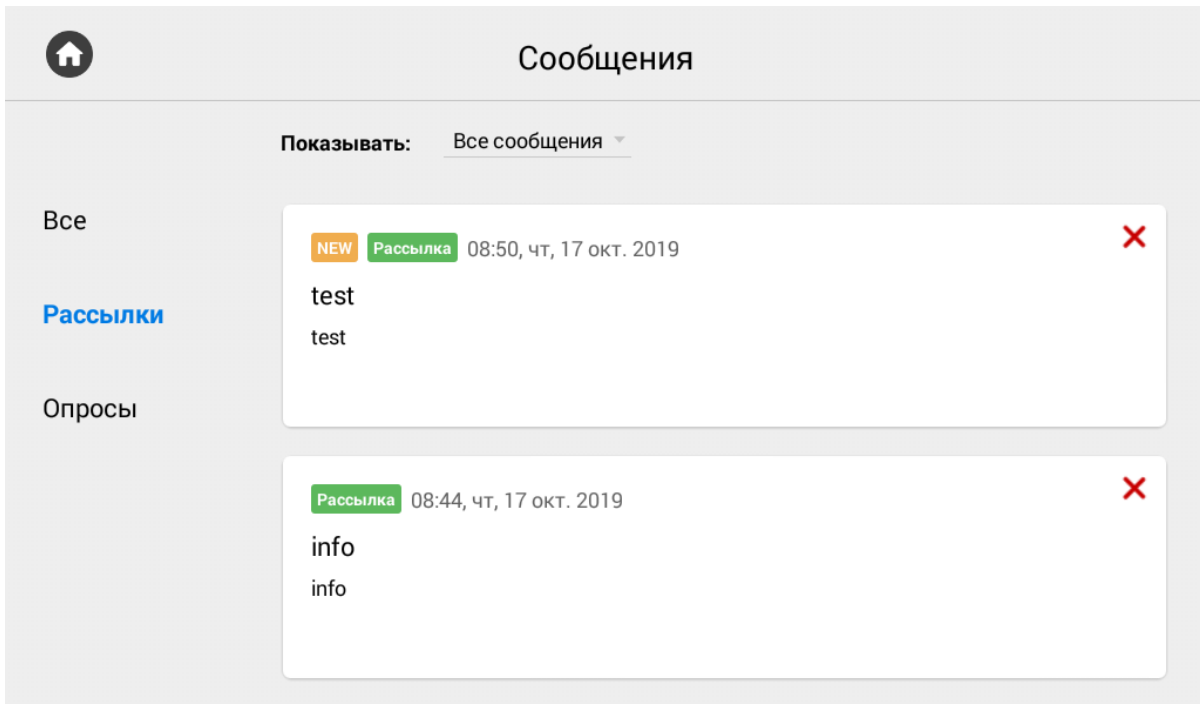 Сообщения
Показывать: Все сообщения
Все
Рассылки
Опросы
NEW Рассылка 08:50, чт, 17 окт. 2019
test
test
Рассылка 08:44, чт, 17 окт. 2019
info
info